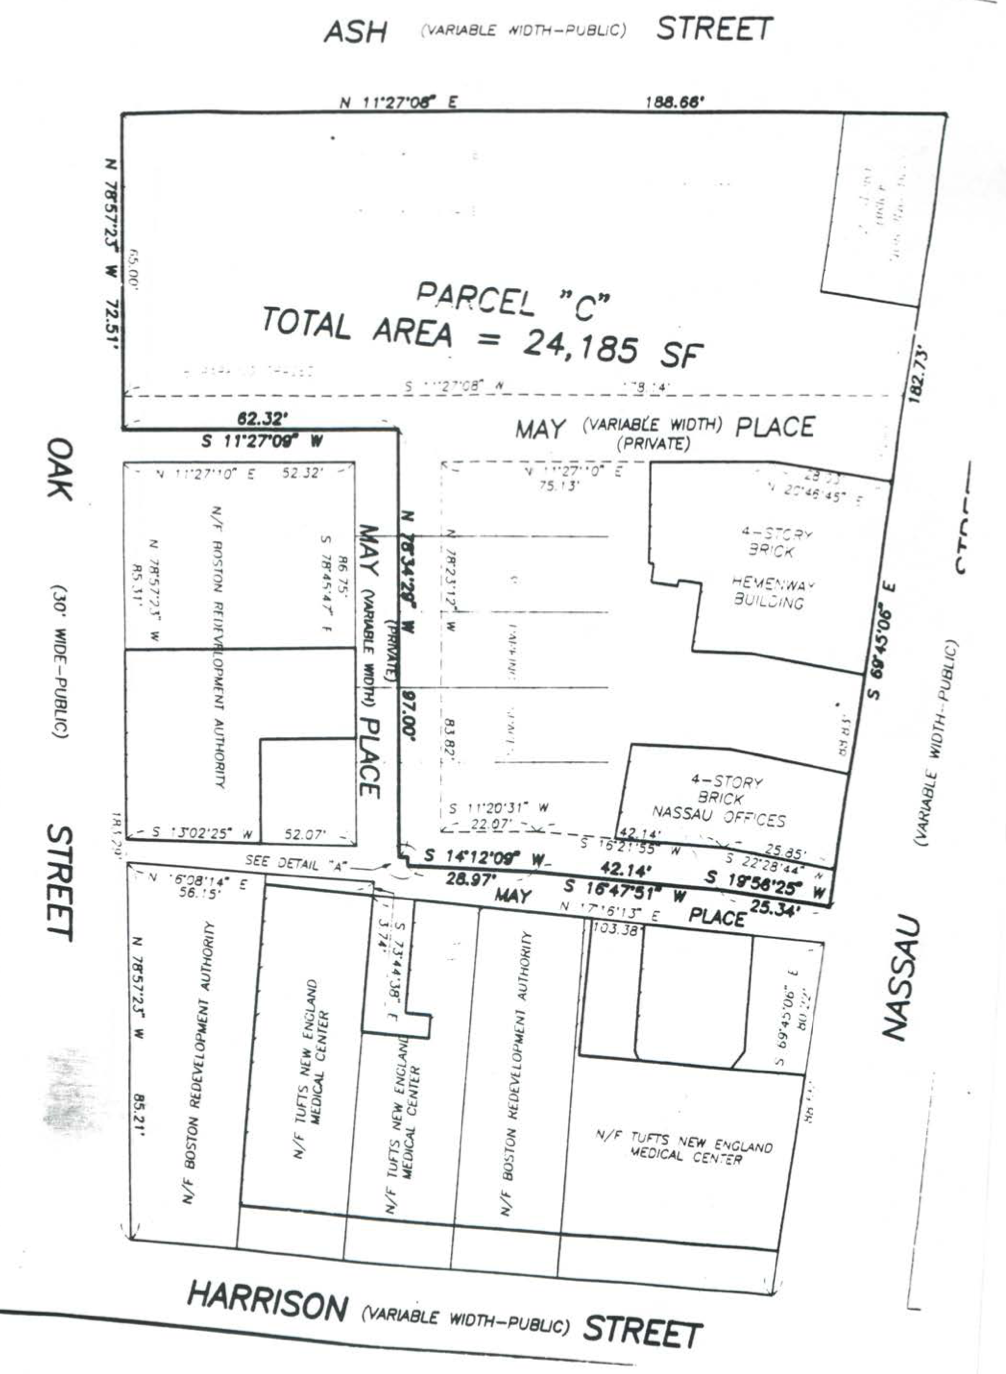 ASH (VARIABLE WIDTH-PUBLIC) STREET
N 11°27'08" E 188.66'
N 78°57'23" W 72.51'
65.00'
PARCEL "C"
TOTAL AREA = 24,185 SF
S 11°27'08" W 178.14'
182.73'
62.32'
S 11°27'09" W
MAY (VARIABLE WIDTH) PLACE
(PRIVATE)
N 11°27'10" E 52.32'
N 11°27'10" E
75.13'
28.53'
N 20°46'45" E
OAK (30' WIDE-PUBLIC) STREET
N/F BOSTON REDEVELOPMENT AUTHORITY
N 78°57'23" W
85.31'
86.75'
S 78°45'47" E
MAY (VARIABLE WIDTH) PLACE
(PRIVATE)
N 78°34'29" W 97.00'
N 78°23'12" W 83.82'
4-STORY
BRICK
HEMENWAY
BUILDING
S 69°45'06" E
4-STORY
BRICK
NASSAU OFFICES
S 11°20'31" W
22.07'
42.14'
S 16°21'55" W
25.85'
S 22°28'44" W
S 13°02'25" W 52.07'
SEE DETAIL "A"
S 14°12'09" W
28.97'
42.14'
S 16°47'51" W
S 19°56'25" W
25.34'
MAY PLACE
N 16°08'14" E
56.15'
N 17°16'13" E
103.38'
S 73°44'38" E
3.74'
N 78°57'23" W 85.21'
N/F BOSTON REDEVELOPMENT AUTHORITY
N/F TUFTS NEW ENGLAND
MEDICAL CENTER
N/F TUFTS NEW ENGLAND
MEDICAL CENTER
N/F BOSTON REDEVELOPMENT AUTHORITY
S 69°45'06" E
80.22'
N/F TUFTS NEW ENGLAND
MEDICAL CENTER
NASSAU (VARIABLE WIDTH-PUBLIC)
HARRISON (VARIABLE WIDTH-PUBLIC) STREET